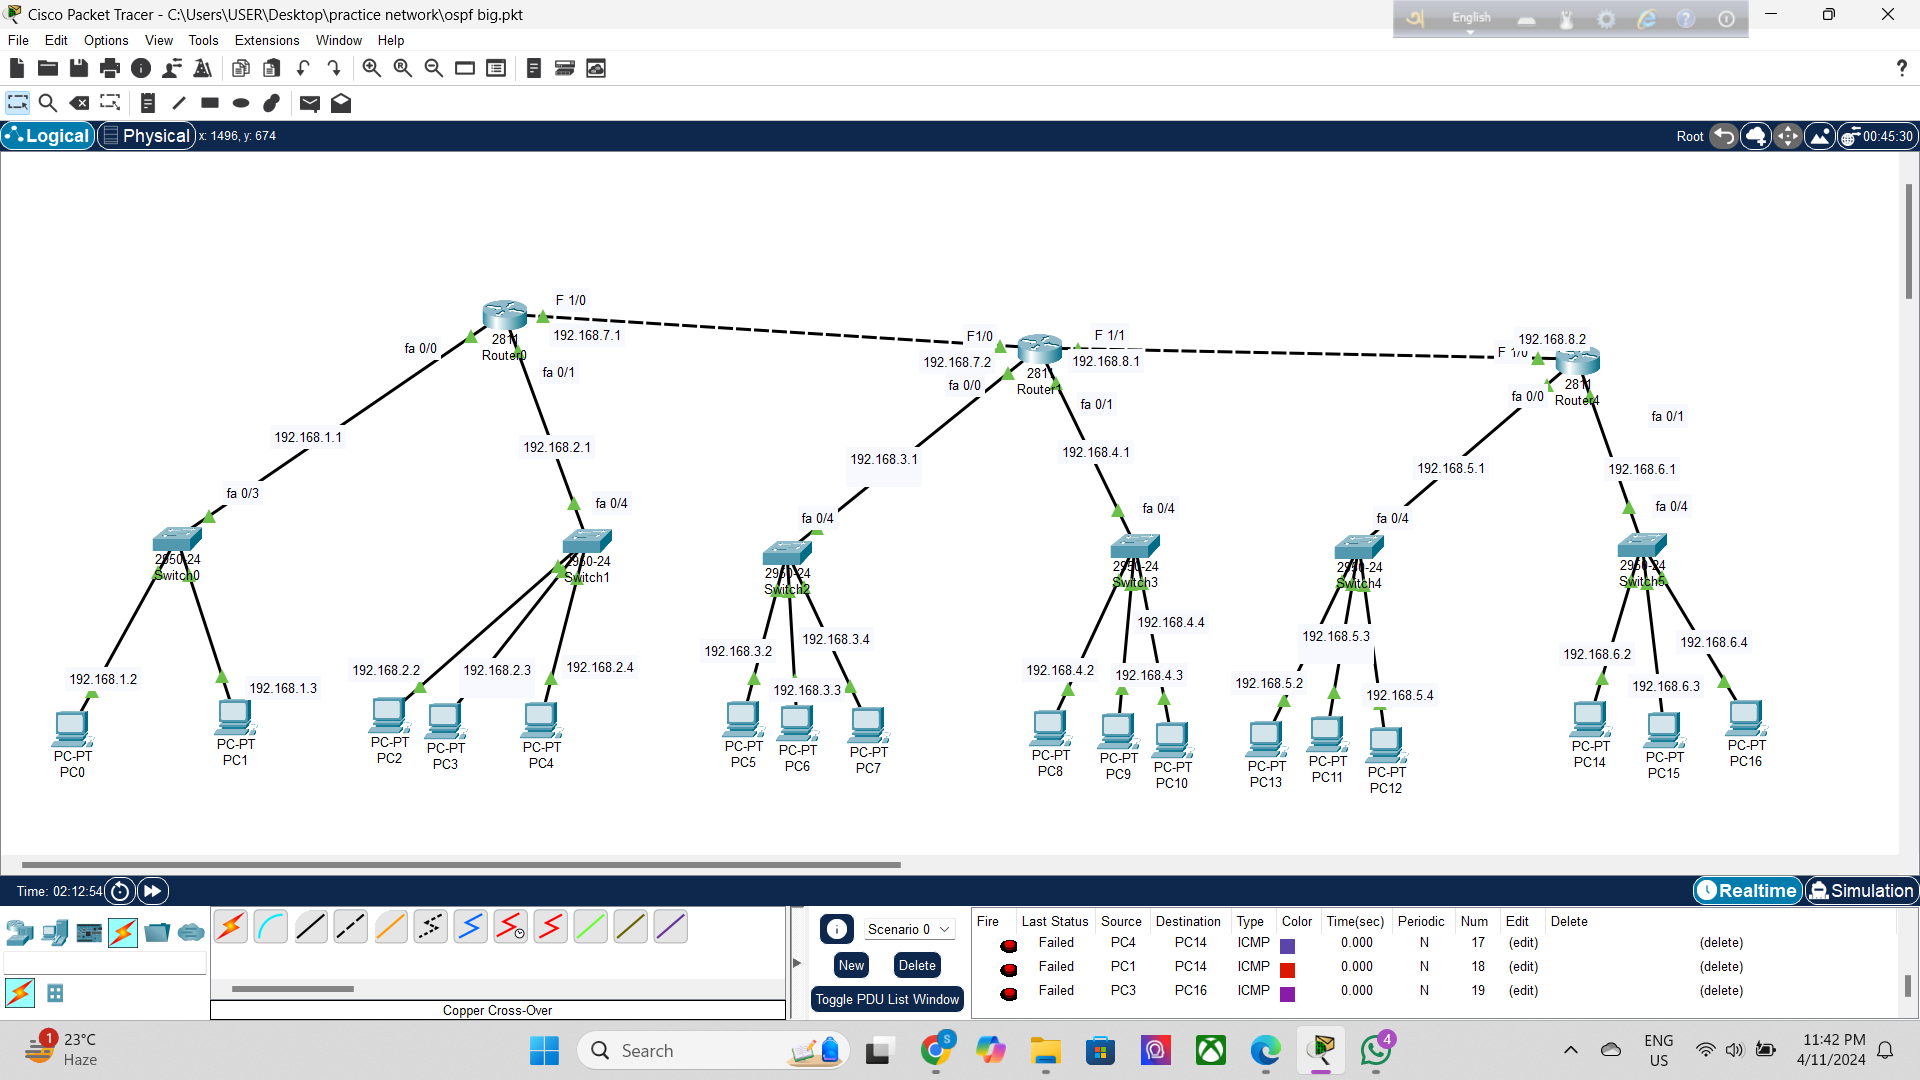 Cisco Packet Tracer - C:\Users\USER\Desktop\practice network\ospf big.pkt
English
File Edit Options View Tools Extensions Window Help
Logical Physical x: 1496, y: 674
Root 00:45:30
F 1/0
192.168.7.1
2811
Router0
fa 0/0
fa 0/1
F1/0
192.168.7.2
fa 0/0
F 1/1
192.168.8.1
fa 0/1
192.168.8.2
fa 0/0
2811
Router4
fa 0/1
192.168.1.1
192.168.2.1
192.168.3.1
192.168.4.1
192.168.5.1
192.168.6.1
fa 0/3
fa 0/4
fa 0/4
fa 0/4
fa 0/4
fa 0/4
2950-24
Switch0
2950-24
Switch1
2950-24
Switch2
2950-24
Switch3
2950-24
Switch4
2950-24
Switch5
192.168.1.2
192.168.1.3
192.168.2.2
192.168.2.3
192.168.2.4
192.168.3.2
192.168.3.3
192.168.3.4
192.168.4.2
192.168.4.3
192.168.4.4
192.168.5.2
192.168.5.3
192.168.5.4
192.168.6.2
192.168.6.3
192.168.6.4
PC-PT
PC0
PC-PT
PC1
PC-PT
PC2
PC-PT
PC3
PC-PT
PC4
PC-PT
PC5
PC-PT
PC6
PC-PT
PC7
PC-PT
PC8
PC-PT
PC9
PC-PT
PC10
PC-PT
PC13
PC-PT
PC11
PC-PT
PC12
PC-PT
PC14
PC-PT
PC15
PC-PT
PC16
Time: 02:12:54
Realtime Simulation
Scenario 0
New Delete
Toggle PDU List Window
Copper Cross-Over
Fire Last Status Source Destination Type Color Time(sec) Periodic Num Edit Delete
Failed PC4 PC14 ICMP 0.000 N 17 (edit) (delete)
Failed PC1 PC14 ICMP 0.000 N 18 (edit) (delete)
Failed PC3 PC16 ICMP 0.000 N 19 (edit) (delete)
1
23°C
Haze
Search
S
4
ENG
US
11:42 PM
4/11/2024